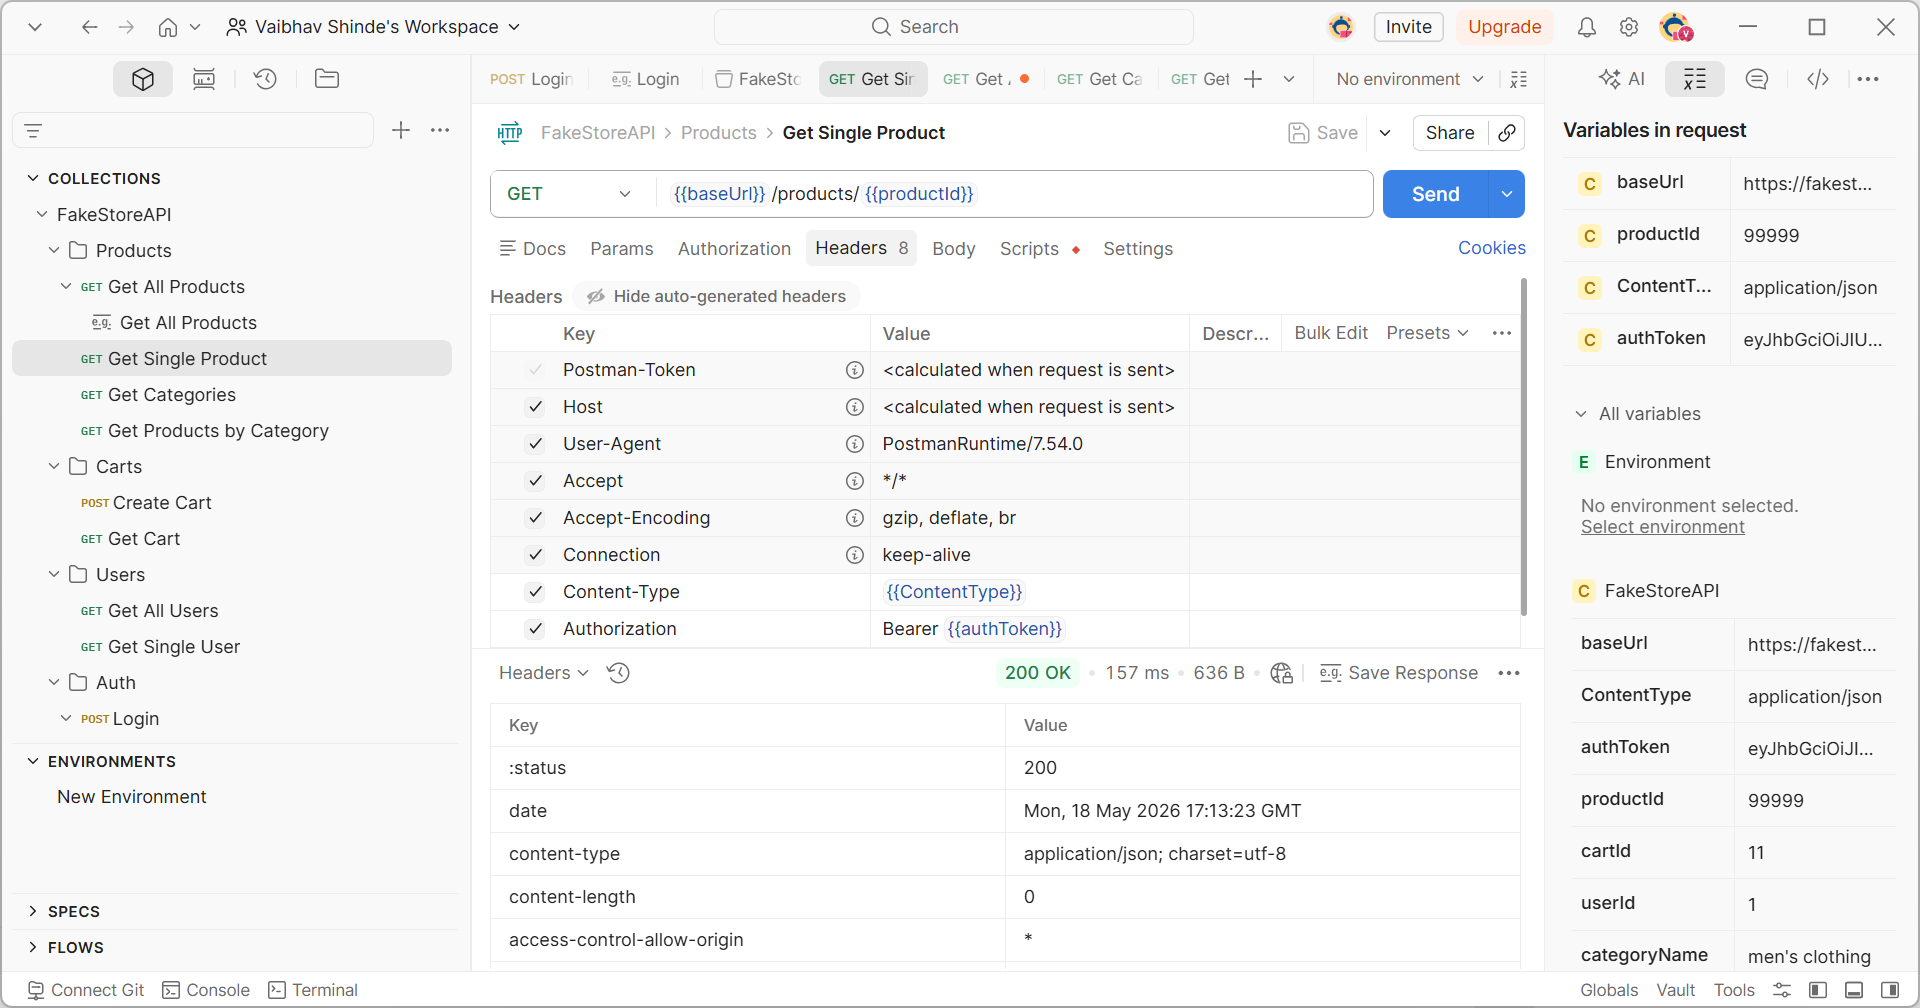 Vaibhav Shinde's Workspace
Search
Invite
Upgrade
POST Login
e.g. Login
FakeSto
GET Get Sin
GET Get
GET Get Ca
GET Get
No environment
AI
FakeStoreAPI > Products > Get Single Product
Save
Share
GET
{{baseUrl}} /products/ {{productId}}
Send
Docs
Params
Authorization
Headers 8
Body
Scripts
Settings
Cookies
Headers
Hide auto-generated headers
Key Value Descr... Bulk Edit Presets
Postman-Token <calculated when request is sent>
Host <calculated when request is sent>
User-Agent PostmanRuntime/7.54.0
Accept */*
Accept-Encoding gzip, deflate, br
Connection keep-alive
Content-Type {{ContentType}}
Authorization Bearer {{authToken}}
Headers
200 OK • 157 ms • 636 B
e.g. Save Response
Key Value
:status 200
date Mon, 18 May 2026 17:13:23 GMT
content-type application/json; charset=utf-8
content-length 0
access-control-allow-origin *
COLLECTIONS
FakeStoreAPI
Products
GET Get All Products
e.g. Get All Products
GET Get Single Product
GET Get Categories
GET Get Products by Category
Carts
POST Create Cart
GET Get Cart
Users
GET Get All Users
GET Get Single User
Auth
POST Login
ENVIRONMENTS
New Environment
SPECS
FLOWS
Variables in request
C baseUrl https://fakest...
C productId 99999
C ContentT... application/json
C authToken eyJhbGciOiJIU...
All variables
E Environment
No environment selected.
Select environment
C FakeStoreAPI
baseUrl https://fakest...
ContentType application/json
authToken eyJhbGciOiJI...
productId 99999
cartId 11
userId 1
categoryName men's clothing
Connect Git
Console
Terminal
Globals
Vault
Tools